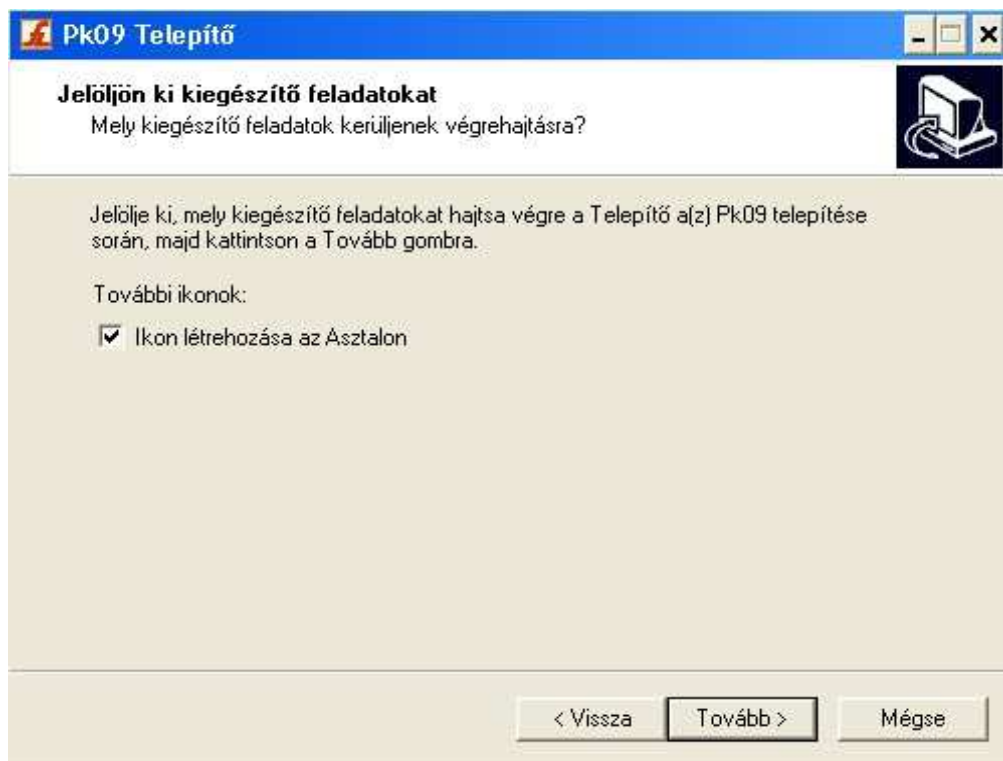 Pk09 Telepítő
Jelöljön ki kiegészítő feladatokat
Mely kiegészítő feladatok kerüljenek végrehajtásra?
Jelölje ki, mely kiegészítő feladatokat hajtsa végre a Telepítő a(z) Pk09 telepítése
során, majd kattintson a Tovább gombra.
További ikonok:
Ikon létrehozása az Asztalon
< Vissza
Tovább >
Mégse